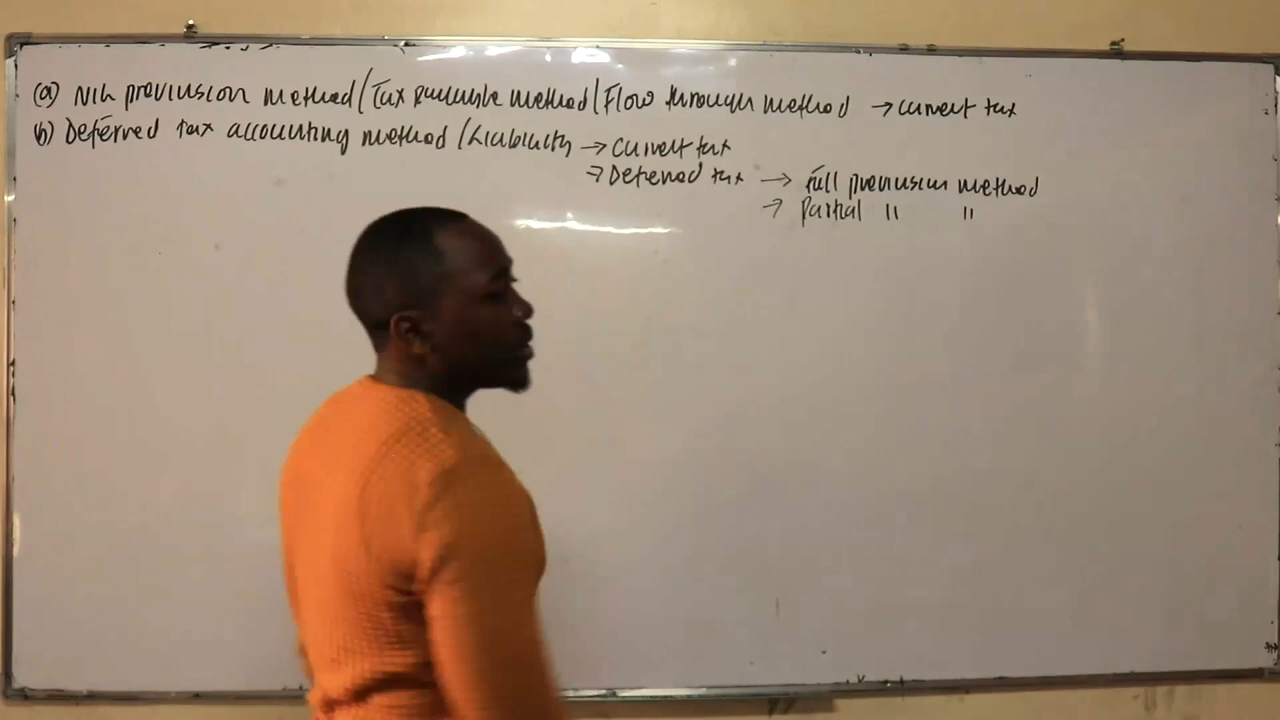 (a) Nil provision method/Tax payable method/Flow through method → current tax
(b) Deferred tax accounting method/Liability → current tax
→ Deferred tax → Full provision method
→ Partial " "